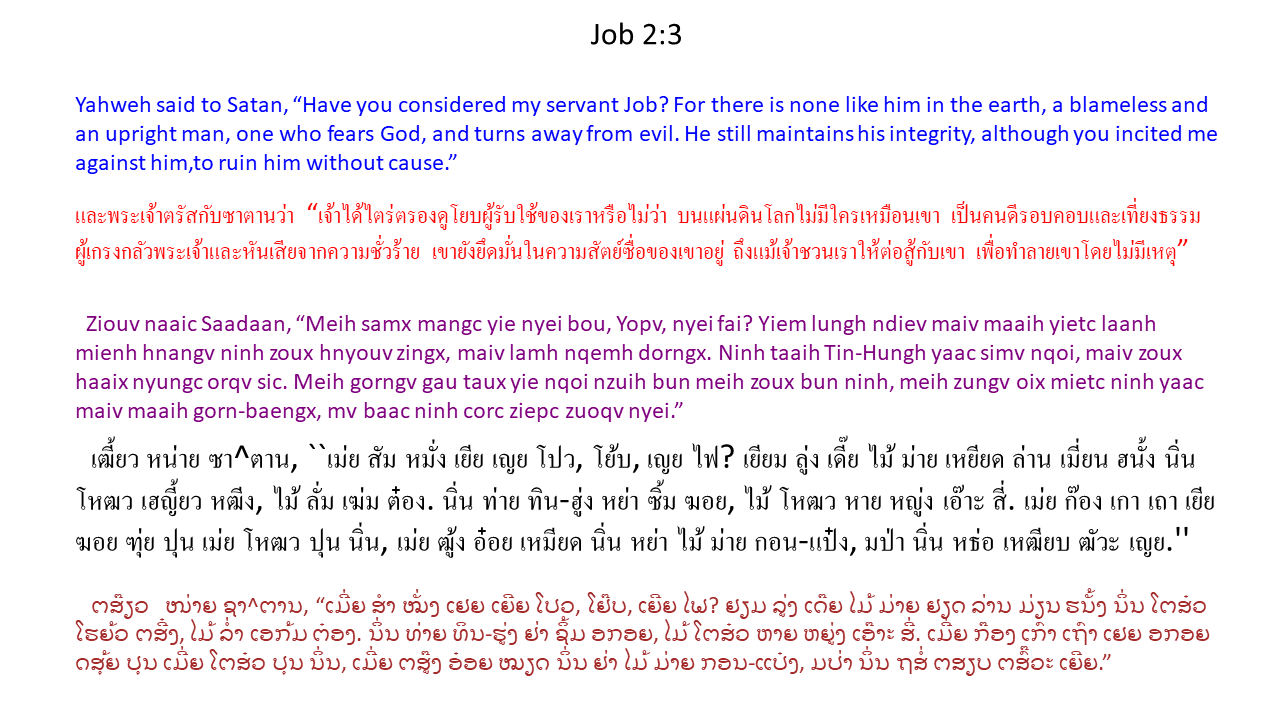 Job 2:3
Yahweh said to Satan, “Have you considered my servant Job? For there is none like him in the earth, a blameless and
an upright man, one who fears God, and turns away from evil. He still maintains his integrity, although you incited me
against him,to ruin him without cause.”
และพระเจ้าตรัสกับซาตานว่า “เจ้าได้ไตร่ตรองดูโยบผู้รับใช้ของเราหรือไม่ว่า บนแผ่นดินโลกไม่มีใครเหมือนเขา เป็นคนดีรอบคอบและเที่ยงธรรม
ผู้เกรงกลัวพระเจ้าและหันเสียจากความชั่วร้าย เขายังยึดมั่นในความสัตย์ซื่อของเขาอยู่ ถึงแม้เจ้าชวนเราให้ต่อสู้กับเขา เพื่อทำลายเขาโดยไม่มีเหตุ”
Ziouv naaic Saadaan, “Meih samx mangc yie nyei bou, Yopv, nyei fai? Yiem lungh ndiev maiv maaih yietc laanh
mienh hnangv ninh zoux hnyouv zingx, maiv lamh nqemh dorngx. Ninh taaih Tin-Hungh yaac simv nqoi, maiv zoux
haaix nyungc orqv sic. Meih gorngv gau taux yie nqoi nzuih bun meih zoux bun ninh, meih zungv oix mietc ninh yaac
maiv maaih gorn-baengx, mv baac ninh corc ziepc zuoqv nyei.”
เฒี้ยว หน่าย ซา^ตาน, ``เม่ย สัม หมั่ง เยีย เญย โปว, โย้บ, เญย ไฟ? เยียม ลู่ง เดี๊ย ไม้ ม่าย เหยียด ล่าน เมี่ยน ฮนั้ง นิ่น
โหฒว เฮญี้ยว หฒีง, ไม้ ลั่ม เฆ่ม ต๋อง. นิ่น ท่าย ทิน-ฮู่ง หย่า ซิ้ม ฆอย, ไม้ โหฒว หาย หญู่ง เอ๊าะ สี่. เม่ย ก๊อง เกา เถา เยีย
ฆอย ฑุ่ย ปุน เม่ย โหฒว ปุน นิ่น, เม่ย ฒู้ง อ๋อย เหมียด นิ่น หย่า ไม้ ม่าย กอน-แป๋ง, มป่า นิ่น หธ่อ เหฒียบ ฒัวะ เญย.''
ຕສ໊ຽວ ໜ່າຍ ຊາ^ຕານ, “ເມີ່ຍ ສຳ ໝັ່ງ ເຢຍ ເຍີຍ ໂປວ, ໂຢ໊ບ, ເຍີຍ ໄຟ? ຢຽມ ລູ່ງ ເດ໊ຍ ໄມ້ ມ່າຍ ຢຽດ ລ່ານ ມ່ຽນ ຮນັ້ງ ນິ່ນ ໂຕສ໋ວ
ໂຮຍ້ວ ຕສີ໋ງ, ໄມ້ ລ່ຳ ເອກ້ມ ຕ໋ອງ. ນິ່ນ ທ່າຍ ທິນ-ຮູ່ງ ຢ່າ ຊິ້ມ ອກອຍ, ໄມ້ ໂຕສ໋ວ ຫາຍ ຫຍູ່ງ ເອ໊າະ ສີ່. ເມີ່ຍ ກ໊ອງ ເກົາ ເຖົາ ເຢຍ ອກອຍ
ດສຸ້ຍ ປຸນ ເມີ່ຍ ໂຕສ໋ວ ປຸນ ນິ່ນ, ເມີ່ຍ ຕສູ໊ງ ອ໋ອຍ ໝຽດ ນິ່ນ ຢ່າ ໄມ້ ມ່າຍ ກອນ-ແປ໋ງ, ມປ່າ ນິ່ນ ຖສໍ່ ຕສຽບ ຕສົ໊ວະ ເຍີຍ.”